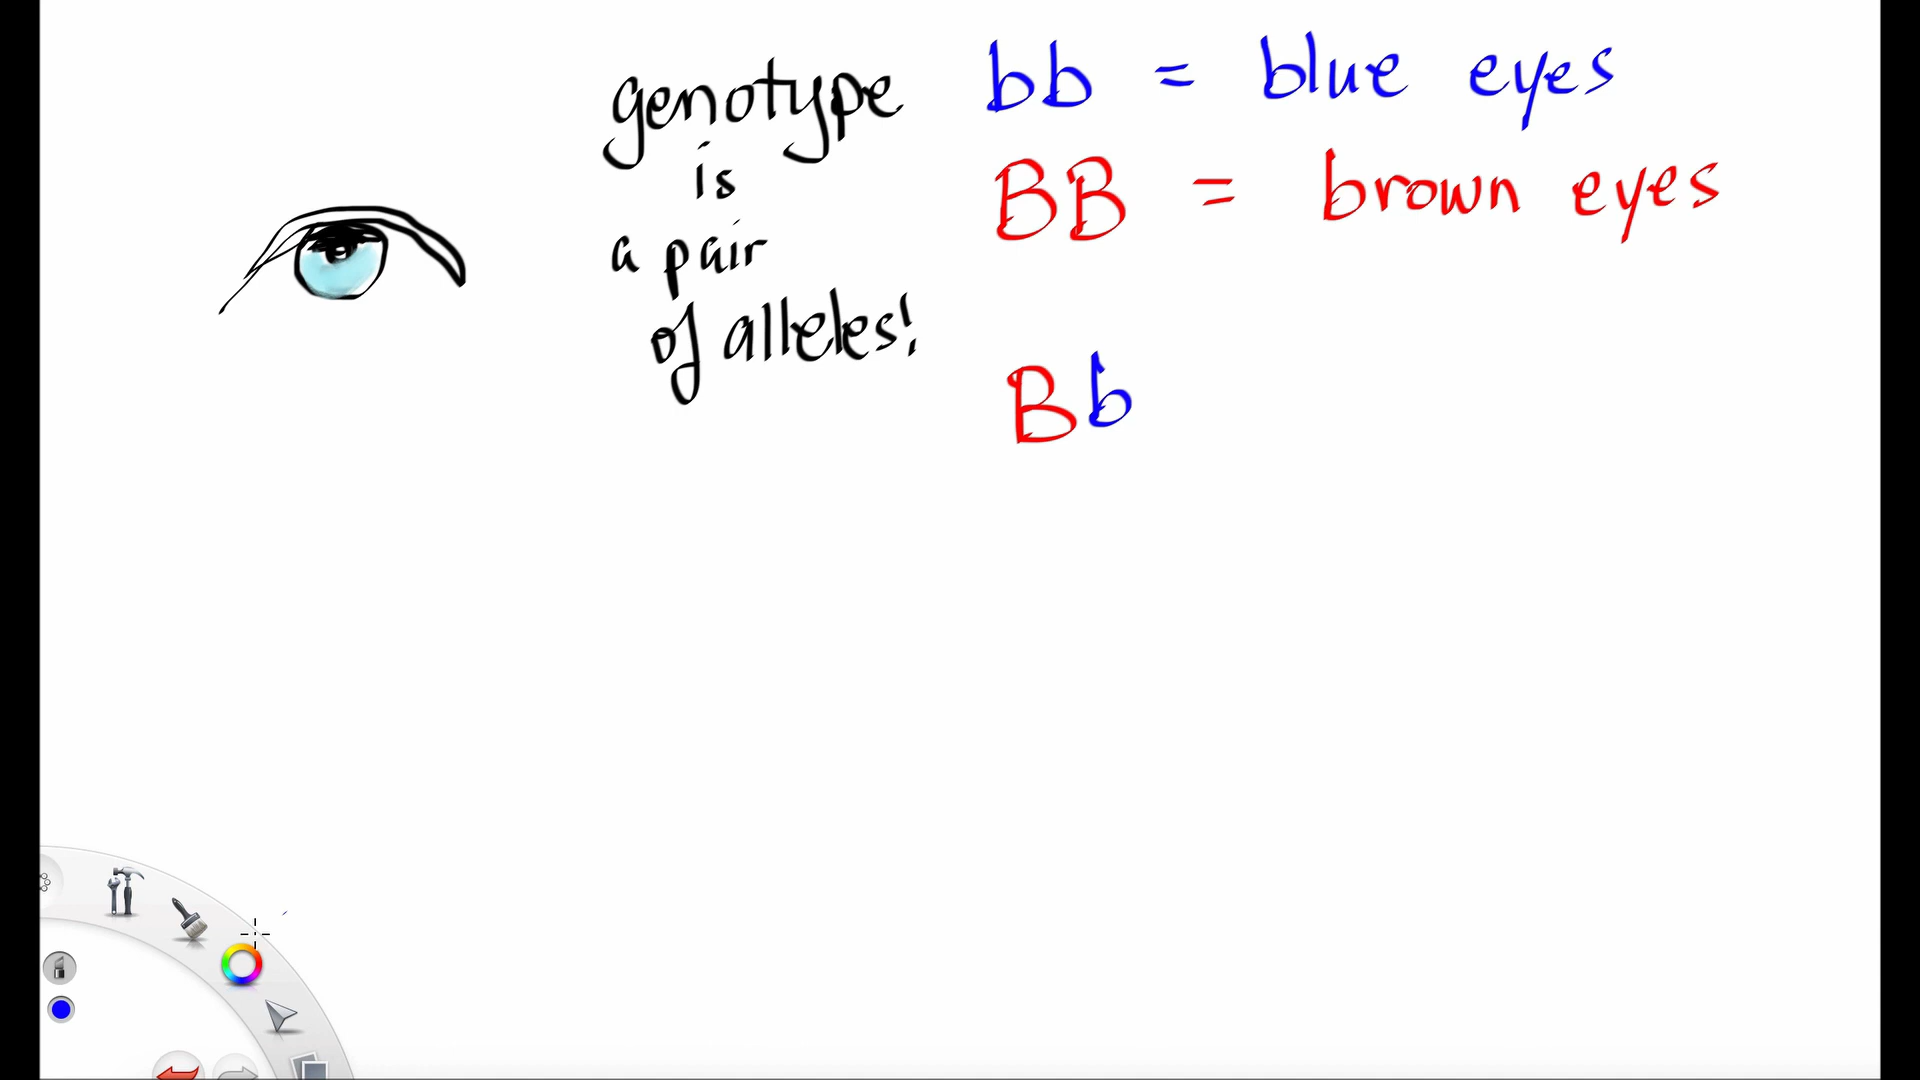 genotype
is
a pair
of alleles!
bb = blue eyes
BB = brown eyes
Bb